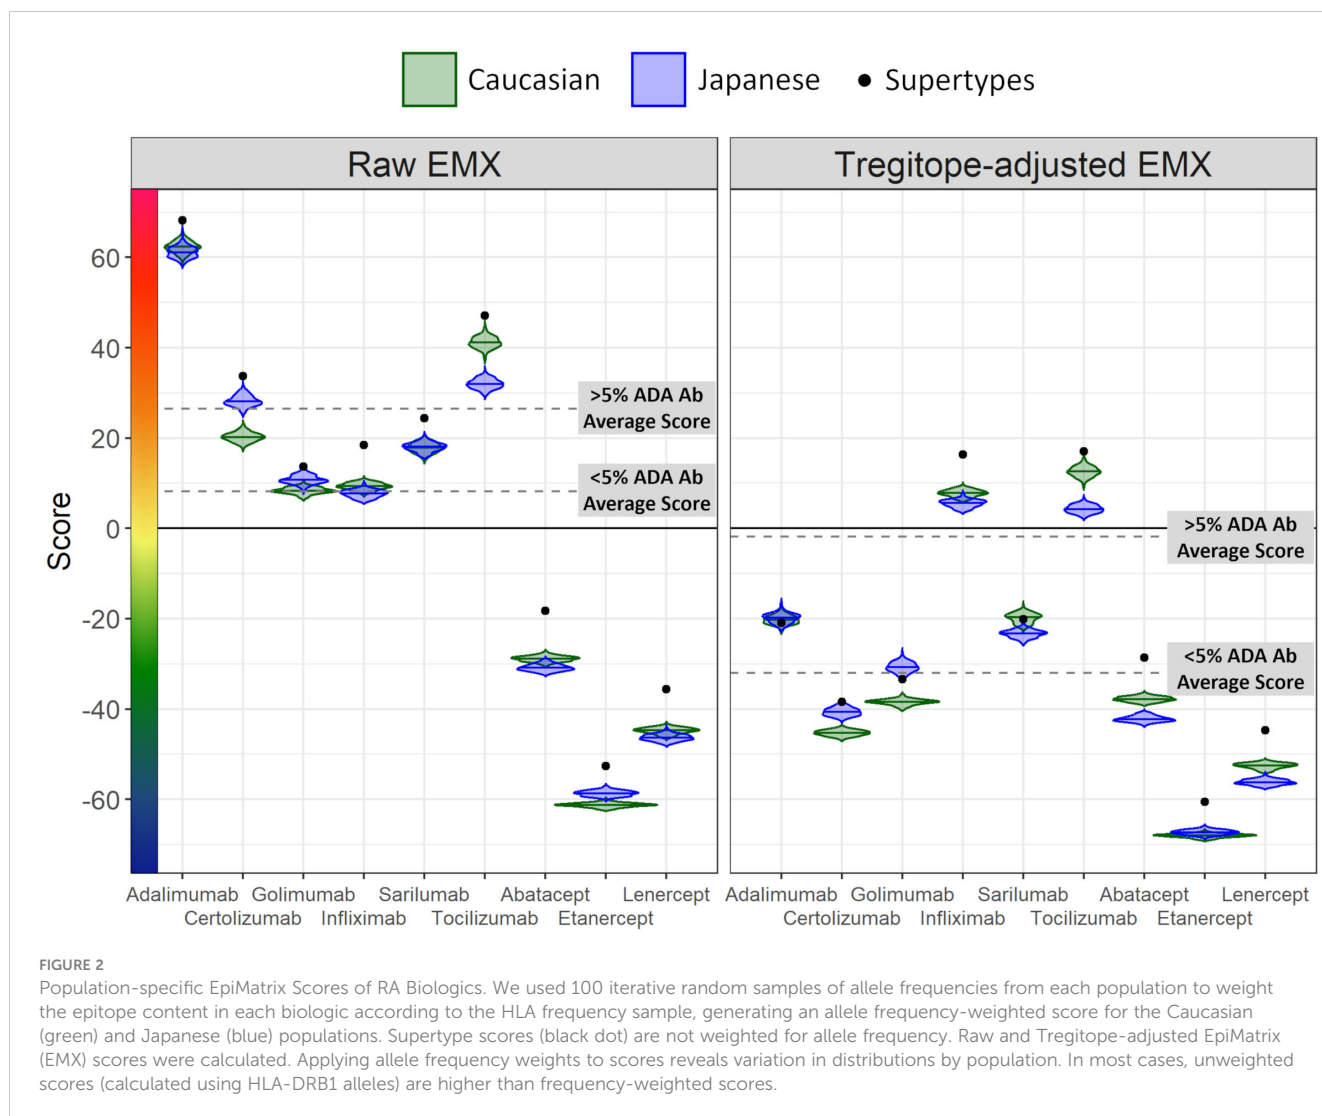 Caucasian Japanese Supertypes
Raw EMX
Tregitope-adjusted EMX
Score
60
40
20
0
-20
-40
-60
>5% ADA Ab
Average Score
<5% ADA Ab
Average Score
>5% ADA Ab
Average Score
<5% ADA Ab
Average Score
Adalimumab Golimumab Sarilumab Abatacept Lenercept
Certolizumab Infliximab Tocilizumab Etanercept
Adalimumab Golimumab Sarilumab Abatacept Lenercept
Certolizumab Infliximab Tocilizumab Etanercept
FIGURE 2
Population-specific EpiMatrix Scores of RA Biologics. We used 100 iterative random samples of allele frequencies from each population to weight
the epitope content in each biologic according to the HLA frequency sample, generating an allele frequency-weighted score for the Caucasian
(green) and Japanese (blue) populations. Supertype scores (black dot) are not weighted for allele frequency. Raw and Tregitope-adjusted EpiMatrix
(EMX) scores were calculated. Applying allele frequency weights to scores reveals variation in distributions by population. In most cases, unweighted
scores (calculated using HLA-DRB1 alleles) are higher than frequency-weighted scores.